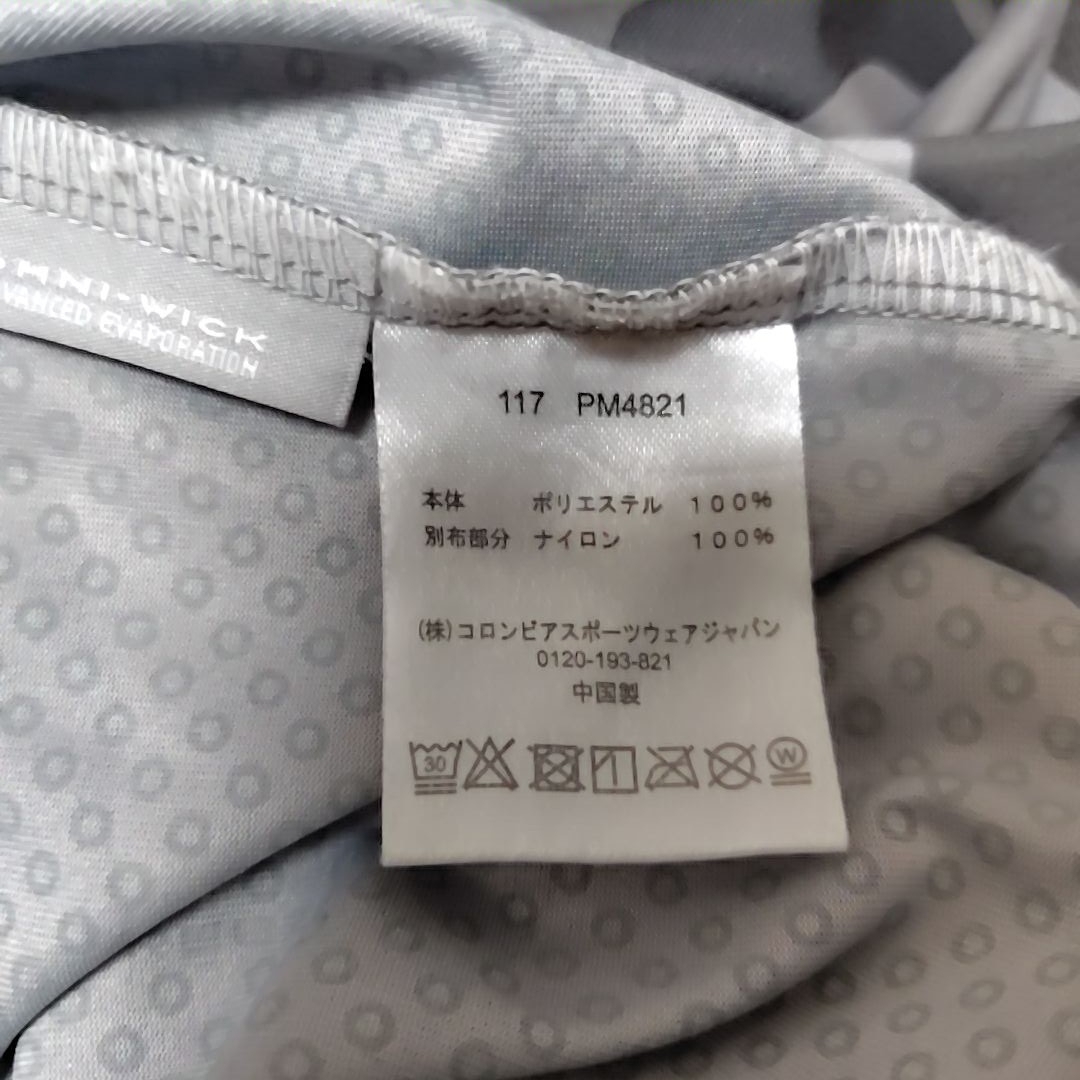 OMNI-WICK
VANCED EVAPORATION
117 PM4821
本体 ポリエステル 100%
別布部分 ナイロン 100%
(株)コロンビアスポーツウェアジャパン
0120-193-821
中国製
30
W